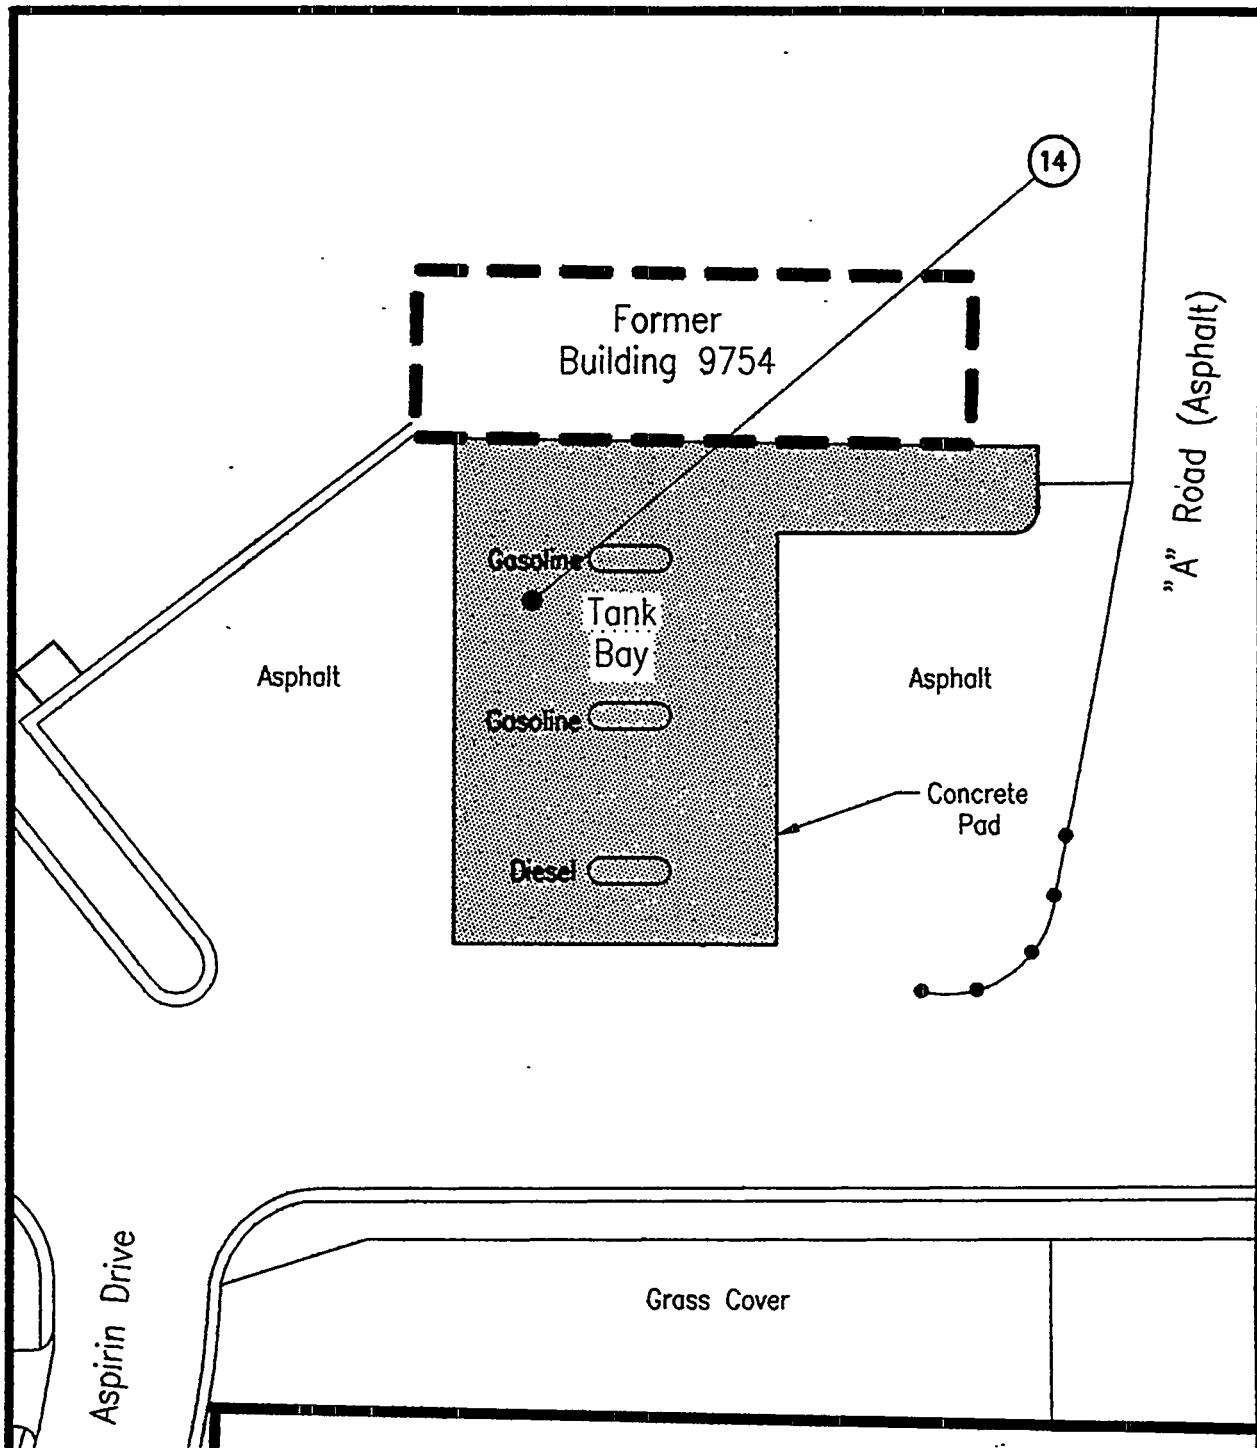 14
Former
Building 9754
"A" Road (Asphalt)
Gasoline
Tank
Bay
Asphalt
Asphalt
Gasoline
Concrete
Pad
Diesel
Aspirin Drive
Grass Cover